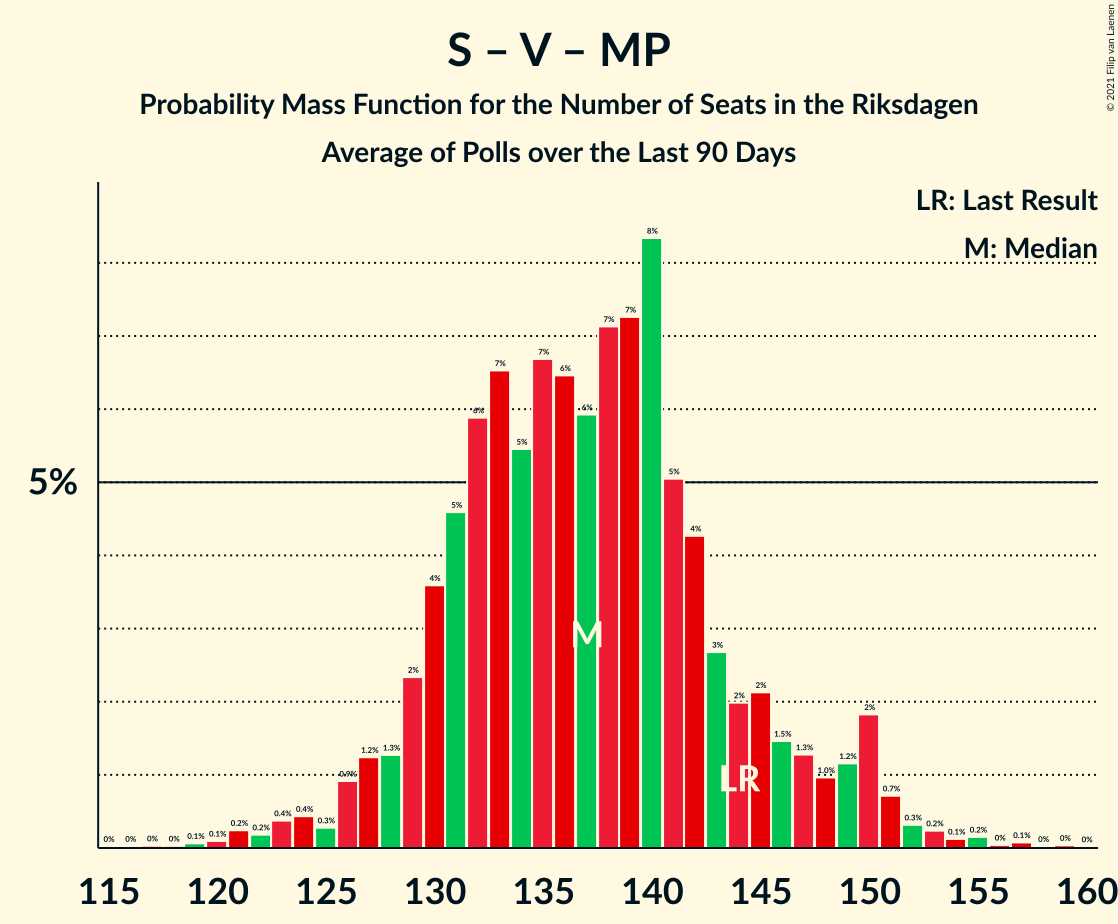 S – V – MP
Probability Mass Function for the Number of Seats in the Riksdagen
Average of Polls over the Last 90 Days
© 2021 Filip van Laenen
LR: Last Result
M: Median
5%
0% 0% 0% 0% 0.1% 0.1% 0.2% 0.2% 0.4% 0.4% 0.3% 0.9% 1.2% 1.3% 2% 4% 5% 6% 7% 5% 7% 6% 6% 7% 7% 8% 5% 4% 3% 2% 2% 1.5% 1.3% 1.0% 1.2% 2% 0.7% 0.3% 0.2% 0.1% 0.2% 0% 0.1% 0% 0% 0%
M
LR
115 120 125 130 135 140 145 150 155 160